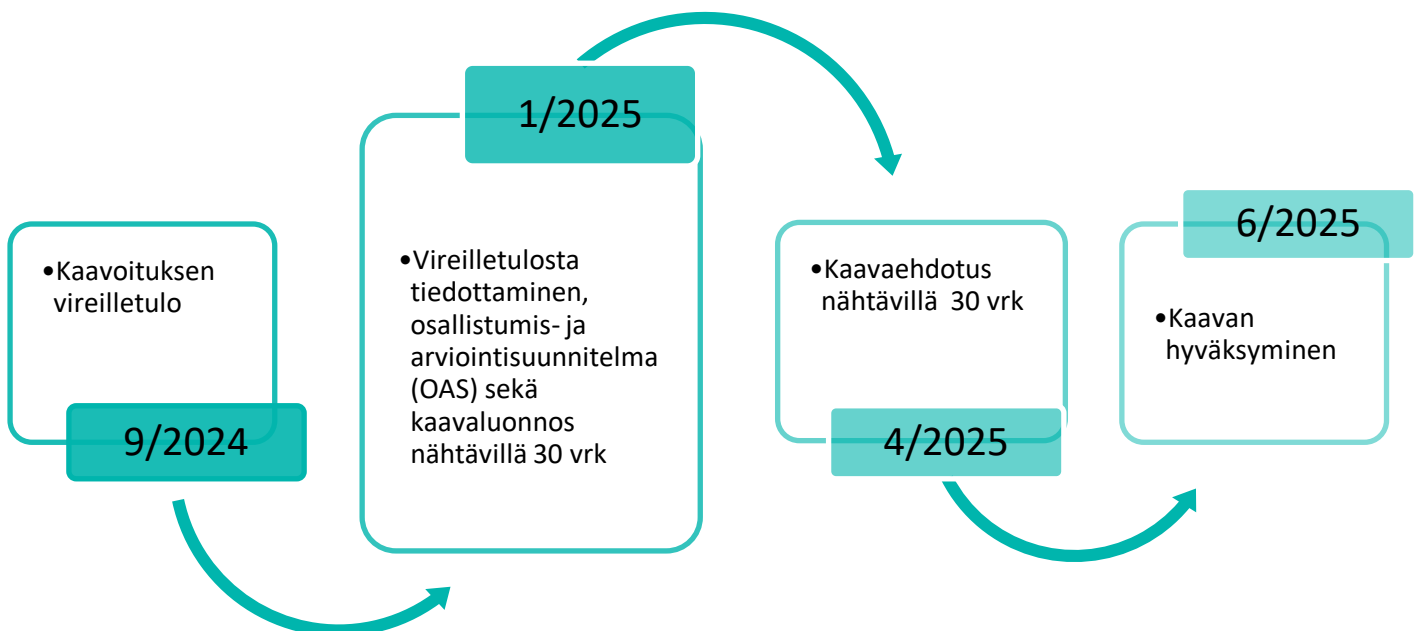 •Kaavoituksen
vireilletulo
9/2024
1/2025
•Vireilletulosta
tiedottaminen,
osallistumis- ja
arviointisuunnitelma
(OAS) sekä
kaavaluonnos
nähtävillä 30 vrk
•Kaavaehdotus
nähtävillä 30 vrk
4/2025
6/2025
•Kaavan
hyväksyminen